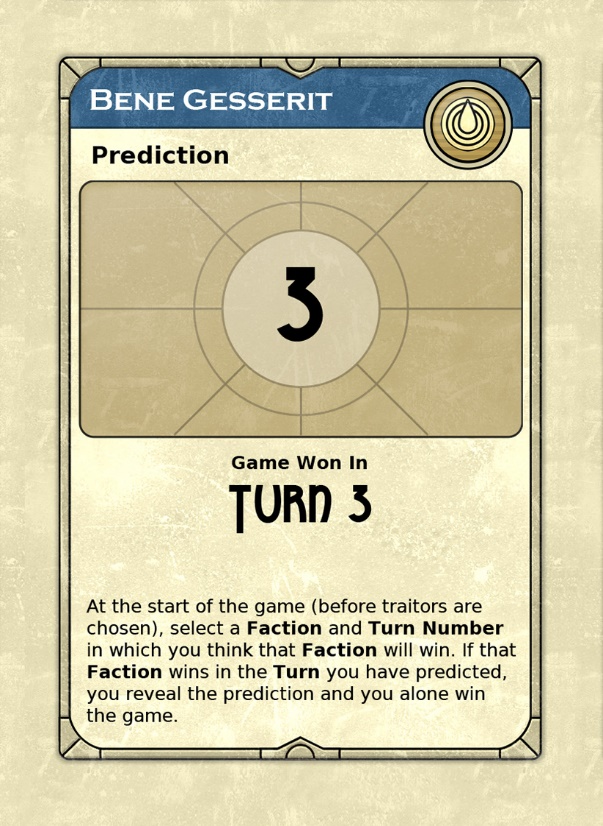 Bene Gesserit
Prediction
3
Game Won In
TURN 3
At the start of the game (before traitors are
chosen), select a Faction and Turn Number
in which you think that Faction will win. If that
Faction wins in the Turn you have predicted,
you reveal the prediction and you alone win
the game.